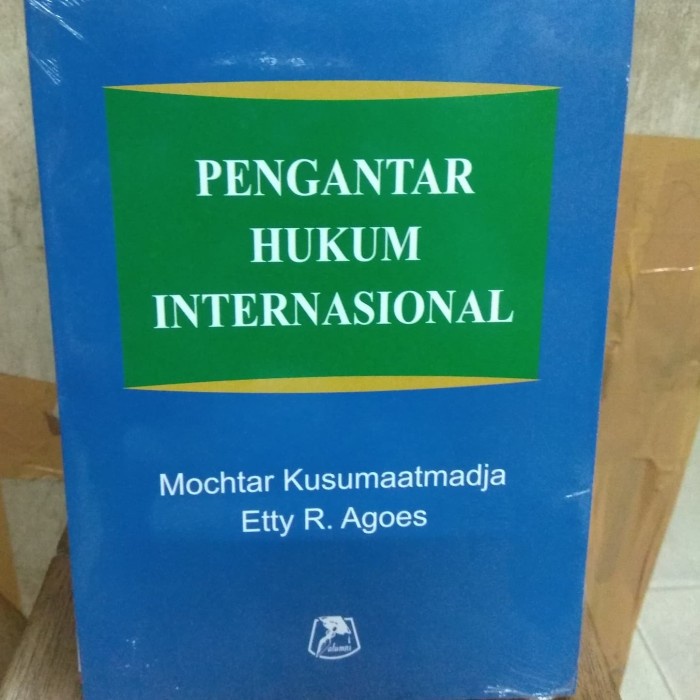 PENGANTAR
HUKUM
INTERNASIONAL
Mochtar Kusumaatmadja
Etty R. Agoes